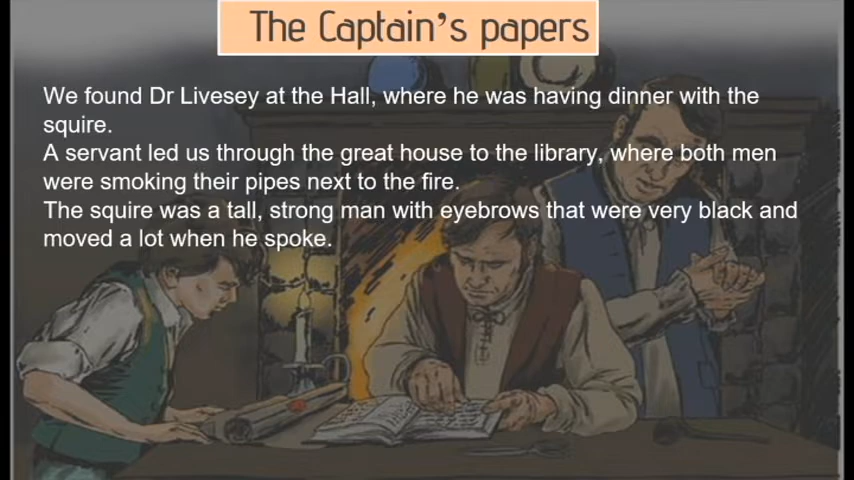 The Captain's papers
We found Dr Livesey at the Hall, where he was having dinner with the
squire.
A servant led us through the great house to the library, where both men
were smoking their pipes next to the fire.
The squire was a tall, strong man with eyebrows that were very black and
moved a lot when he spoke.